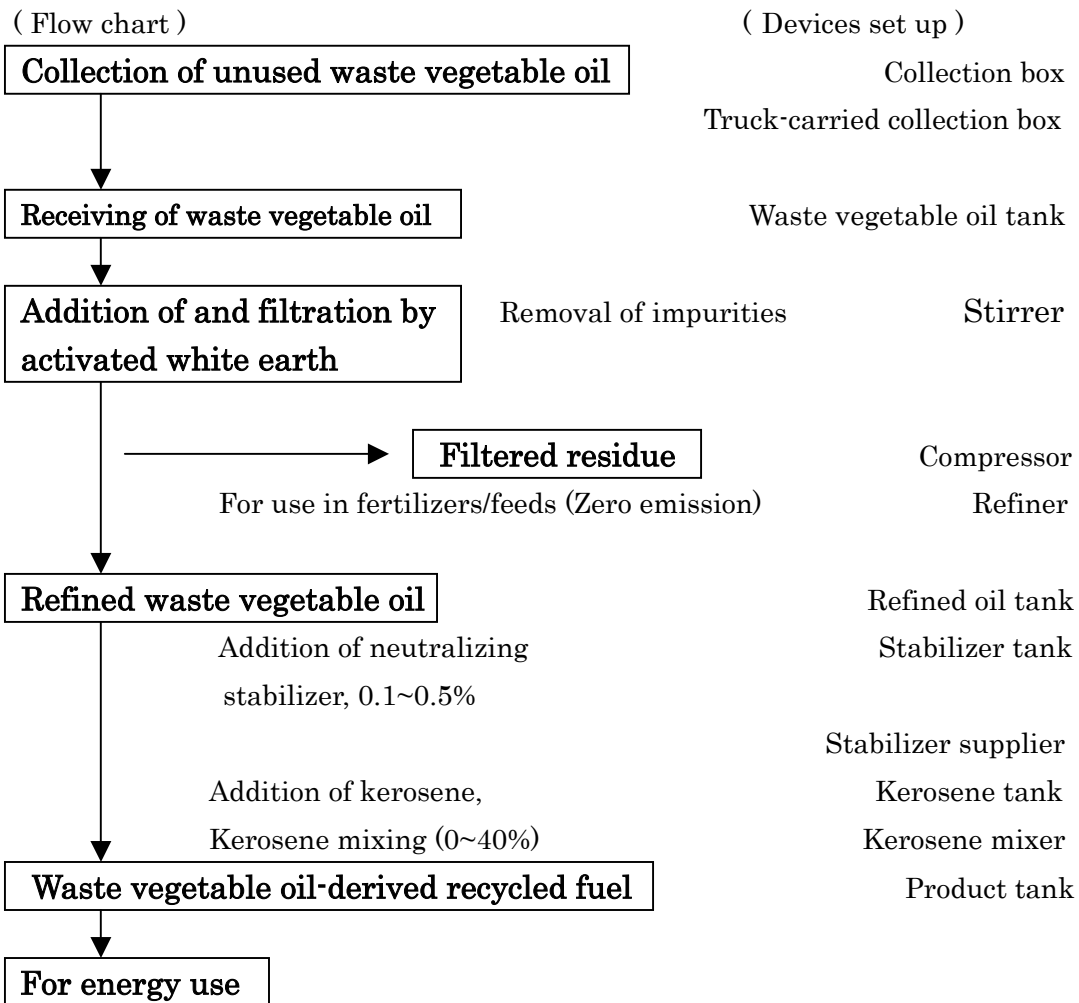 ( Flow chart ) ( Devices set up )
Collection of unused waste vegetable oil Collection box
Truck-carried collection box
Receiving of waste vegetable oil Waste vegetable oil tank
Addition of and filtration by Removal of impurities Stirrer
activated white earth
Filtered residue Compressor
For use in fertilizers/feeds (Zero emission) Refiner
Refined waste vegetable oil Refined oil tank
Addition of neutralizing Stabilizer tank
stabilizer, 0.1~0.5%
Stabilizer supplier
Addition of kerosene, Kerosene tank
Kerosene mixing (0~40%) Kerosene mixer
Waste vegetable oil-derived recycled fuel Product tank
For energy use